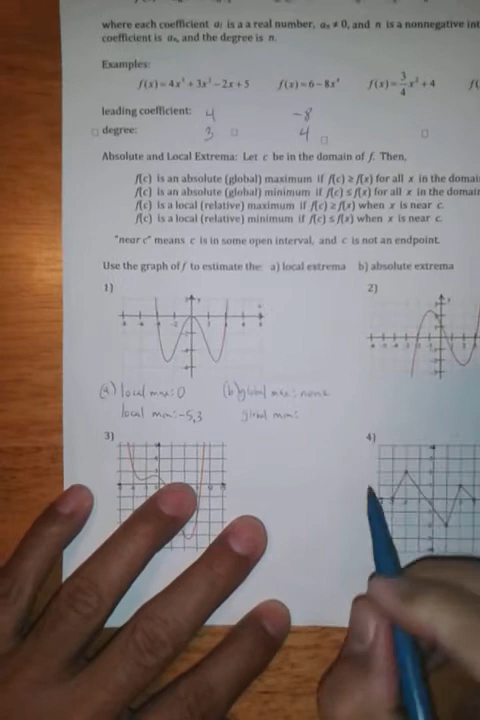 where each coefficient aᵢ is a a real number, aₙ ≠ 0, and n is a nonnegative int
coefficient is aₙ, and the degree is n.
Examples:
f(x) = 4x³ + 3x² − 2x + 5 f(x) = 6 − 8x⁴ f(x) = 3/4 x² + 4
leading coefficient: 4 -8
degree: 3 4
Absolute and Local Extrema: Let c be in the domain of f. Then,
f(c) is an absolute (global) maximum if f(c) ≥ f(x) for all x in the domai
f(c) is an absolute (global) minimum if f(c) ≤ f(x) for all x in the domai
f(c) is a local (relative) maximum if f(c) ≥ f(x) when x is near c.
f(c) is a local (relative) minimum if f(c) ≤ f(x) when x is near c.
"near c" means c is in some open interval, and c is not an endpoint.
Use the graph of f to estimate the: a) local extrema b) absolute extrema
1) 2)
(a) local max: 0 (b) global max: none
local min: -5.3 global min:
3) 4)